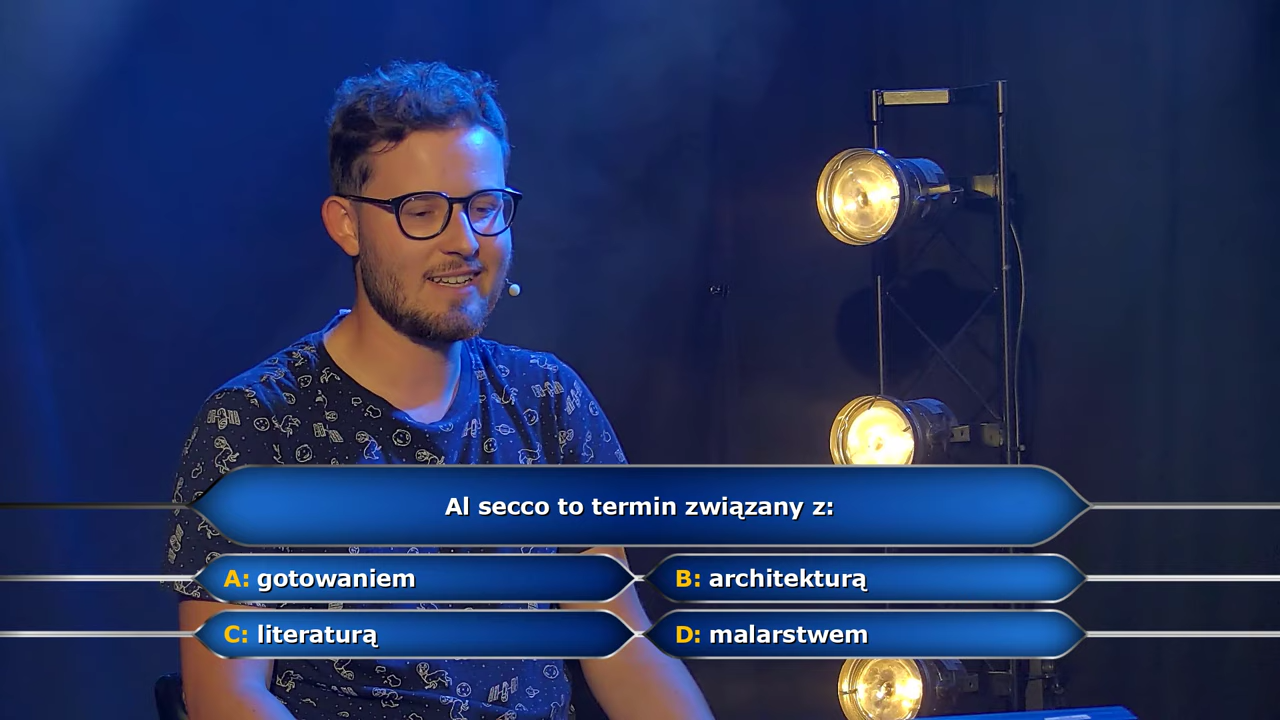 Al secco to termin związany z:
A: gotowaniem
B: architekturą
C: literaturą
D: malarstwem